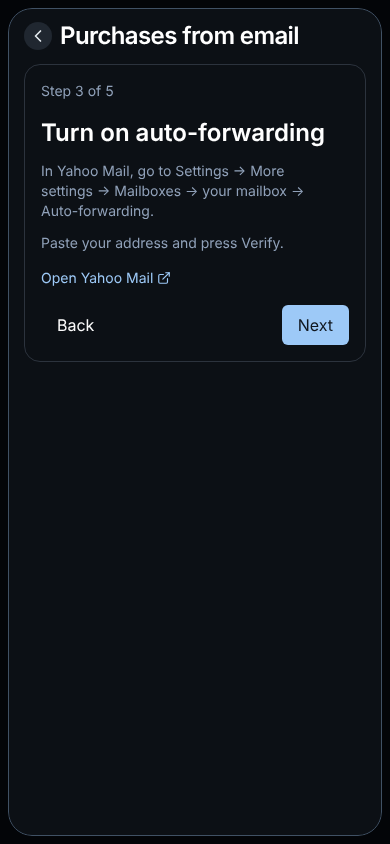 Purchases from email
Step 3 of 5
Turn on auto-forwarding
In Yahoo Mail, go to Settings → More
settings → Mailboxes → your mailbox →
Auto-forwarding.
Paste your address and press Verify.
Open Yahoo Mail
Back
Next